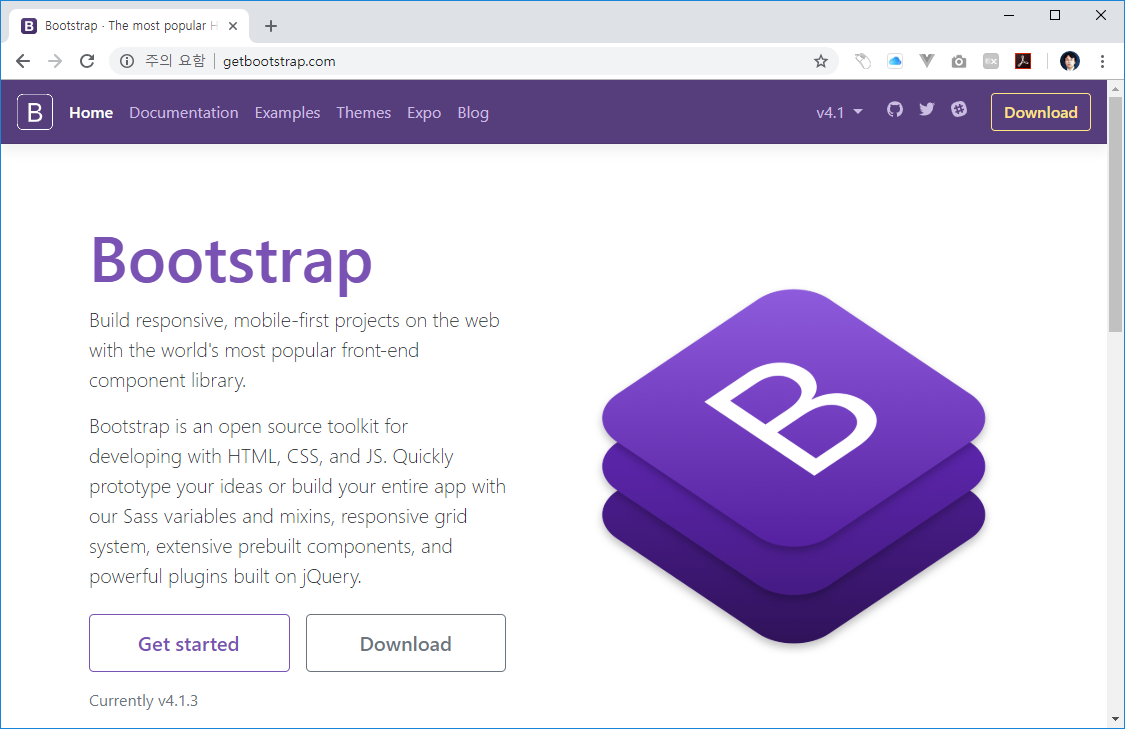 B Bootstrap · The most popular H
주의 요함 getbootstrap.com
B Home Documentation Examples Themes Expo Blog v4.1 Download
Bootstrap
Build responsive, mobile-first projects on the web
with the world's most popular front-end
component library.
B
Bootstrap is an open source toolkit for
developing with HTML, CSS, and JS. Quickly
prototype your ideas or build your entire app with
our Sass variables and mixins, responsive grid
system, extensive prebuilt components, and
powerful plugins built on jQuery.
Get started Download
Currently v4.1.3